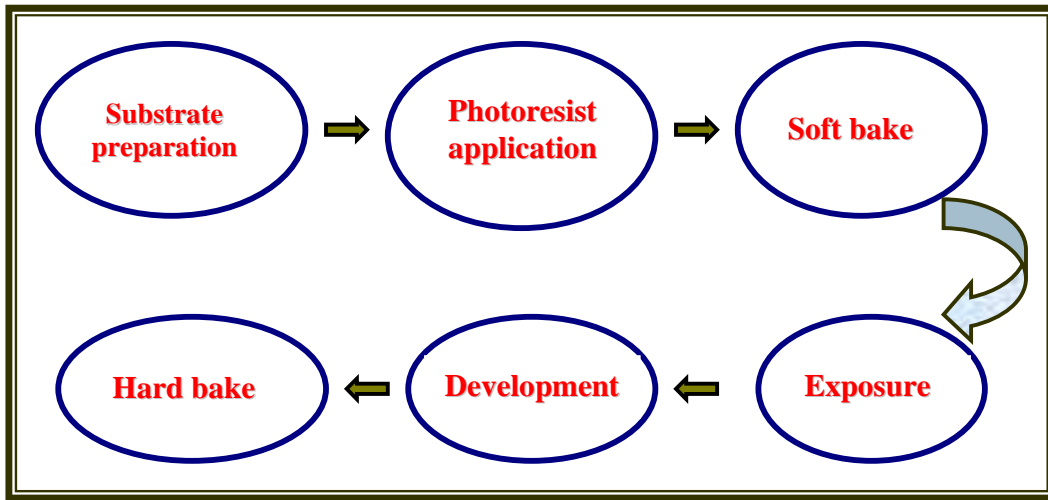 Substrate
preparation
Photoresist
application
Soft bake
Exposure
Development
Hard bake